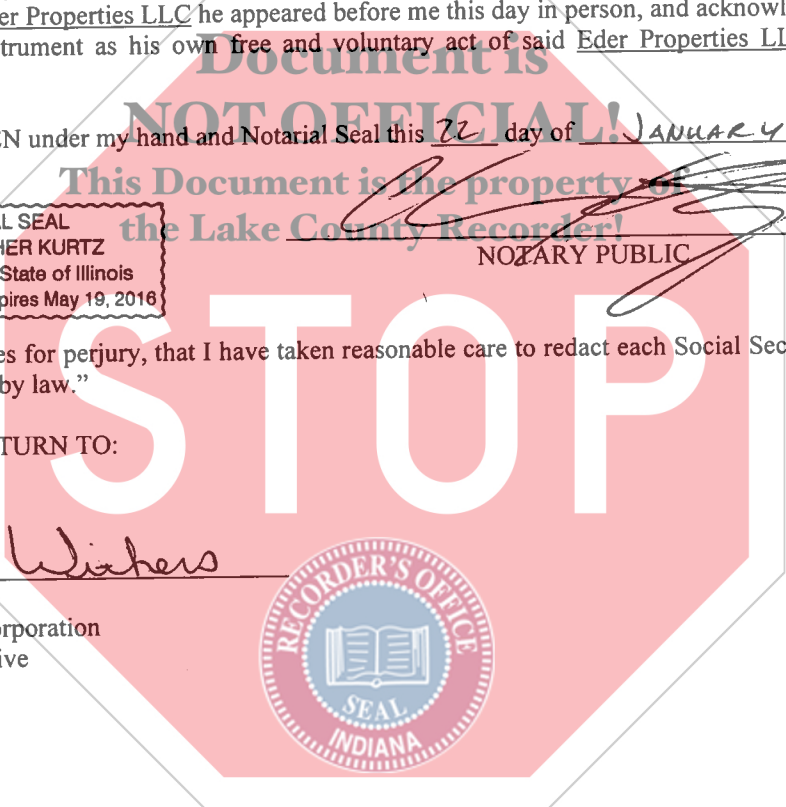 er Properties LLC he appeared before me this day in person, and acknowl
trument as his own free and voluntary act of said Eder Properties LL
Document is
NOT OFFICIAL!
EN under my hand and Notarial Seal this 22 day of JANUARY
This Document is the property of
the Lake County Recorder!
L SEAL
HER KURTZ
State of Illinois
pires May 19, 2016
NOTARY PUBLIC
STOP
es for perjury, that I have taken reasonable care to redact each Social Sec
by law.”
TURN TO:
orporation
ive
RECORDER'S OFFICE
SEAL
INDIANA